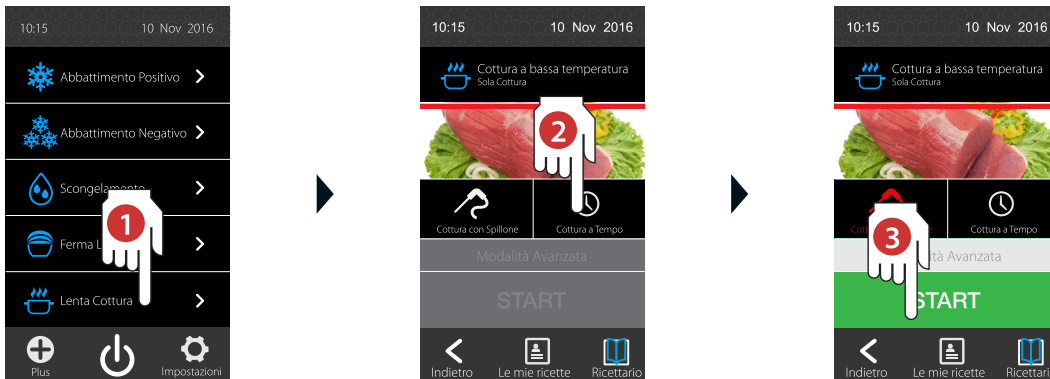 10:15 10 Nov 2016
Abbattimento Positivo
Abbattimento Negativo
Scongelamento
1
Ferma L
Lenta Cottura
Plus
Impostazioni
10:15 10 Nov 2016
Cottura a bassa temperatura
Sola Cottura
2
Cottura con Spillone
Cottura a Tempo
Modalità Avanzata
START
Indietro
Le mie ricette
Ricettario
10:15 10 Nov 2016
Cottura a bassa temperatura
Sola Cottura
3
Cottura a Tempo
Avanzata
START
Indietro
Le mie ricette
Ricettari